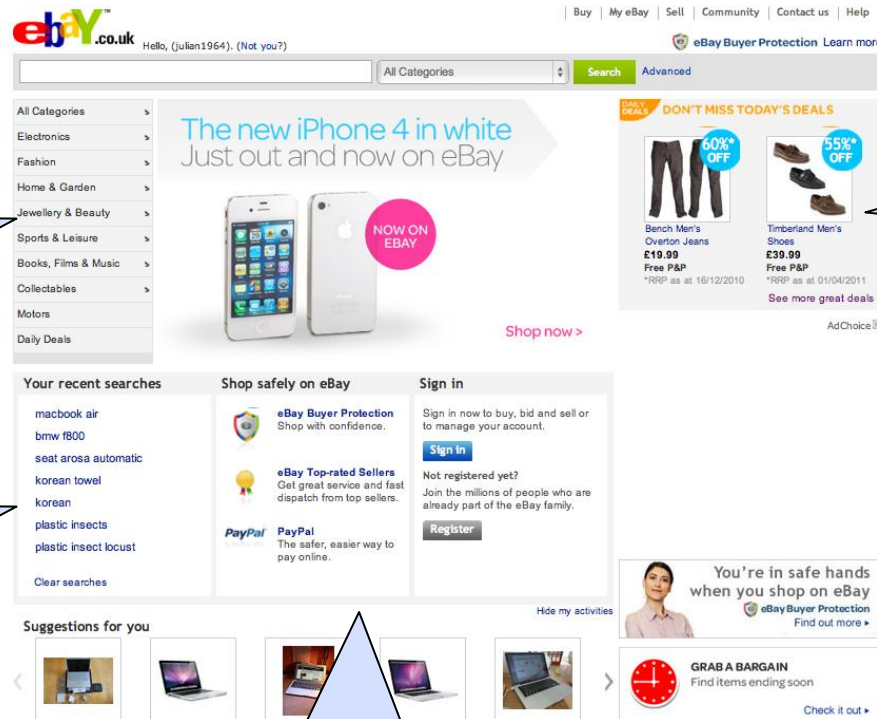 Buy | My eBay | Sell | Community | Contact us | Help
ebaY™.co.uk
Hello, (julian1964). (Not you?)
eBay Buyer Protection Learn more
All Categories
Search
Advanced
All Categories
Electronics
Fashion
Home & Garden
Jewellery & Beauty
Sports & Leisure
Books, Films & Music
Collectables
Motors
Daily Deals
The new iPhone 4 in white
Just out and now on eBay
NOW ON
EBAY
Shop now >
DAILY
DEALS
DON'T MISS TODAY'S DEALS
60%*
OFF
Bench Men's
Overton Jeans
£19.99
Free P&P
*RRP as at 16/12/2010
55%*
OFF
Timberland Men's
Shoes
£39.99
Free P&P
*RRP as at 01/04/2011
See more great deals
AdChoice
Your recent searches
macbook air
bmw f800
seat arosa automatic
korean towel
korean
plastic insects
plastic insect locust
Clear searches
Shop safely on eBay
eBay Buyer Protection
Shop with confidence.
eBay Top-rated Sellers
Get great service and fast
dispatch from top sellers.
PayPal
PayPal
The safer, easier way to
pay online.
Sign in
Sign in now to buy, bid and sell or
to manage your account.
Sign in
Not registered yet?
Join the millions of people who are
already part of the eBay family.
Register
Hide my activities
You're in safe hands
when you shop on eBay
eBay Buyer Protection
Find out more ▸
Suggestions for you
GRAB A BARGAIN
Find items ending soon
Check it out ▸